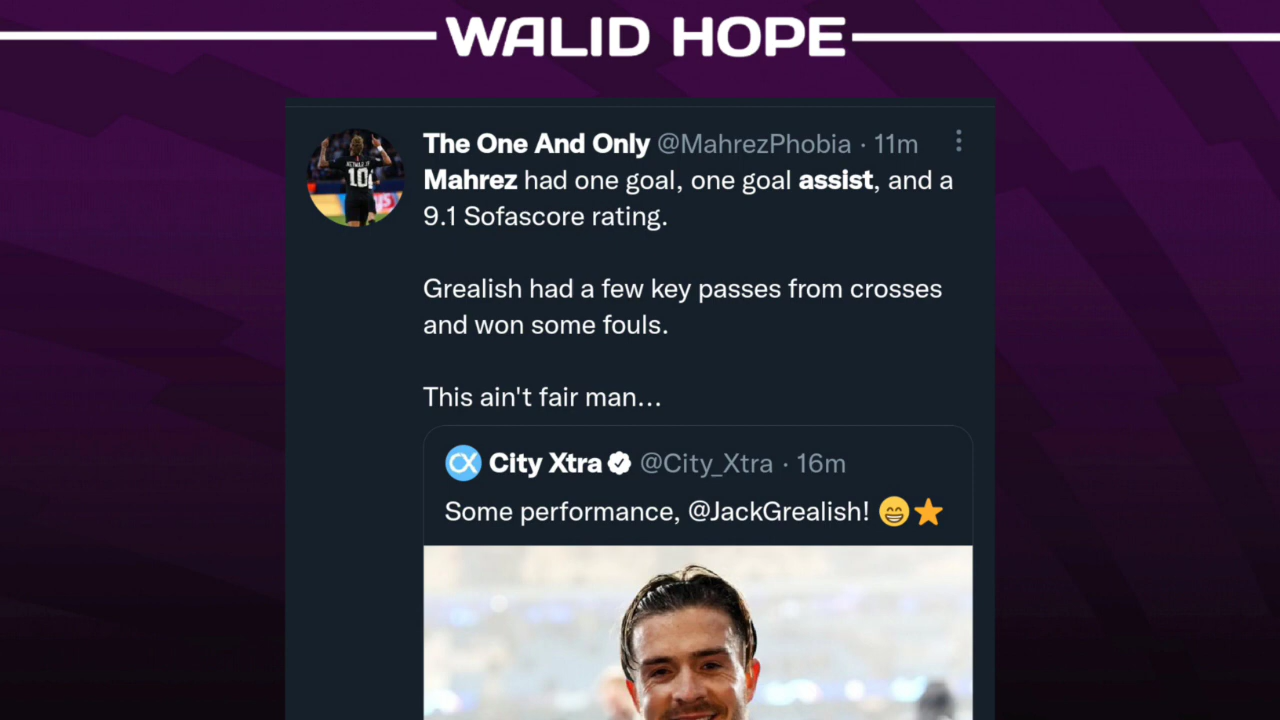 WALID HOPE
The One And Only @MahrezPhobia · 11m
Mahrez had one goal, one goal assist, and a
9.1 Sofascore rating.
Grealish had a few key passes from crosses
and won some fouls.
This ain't fair man...
City Xtra @City_Xtra · 16m
Some performance, @JackGrealish! 😁⭐